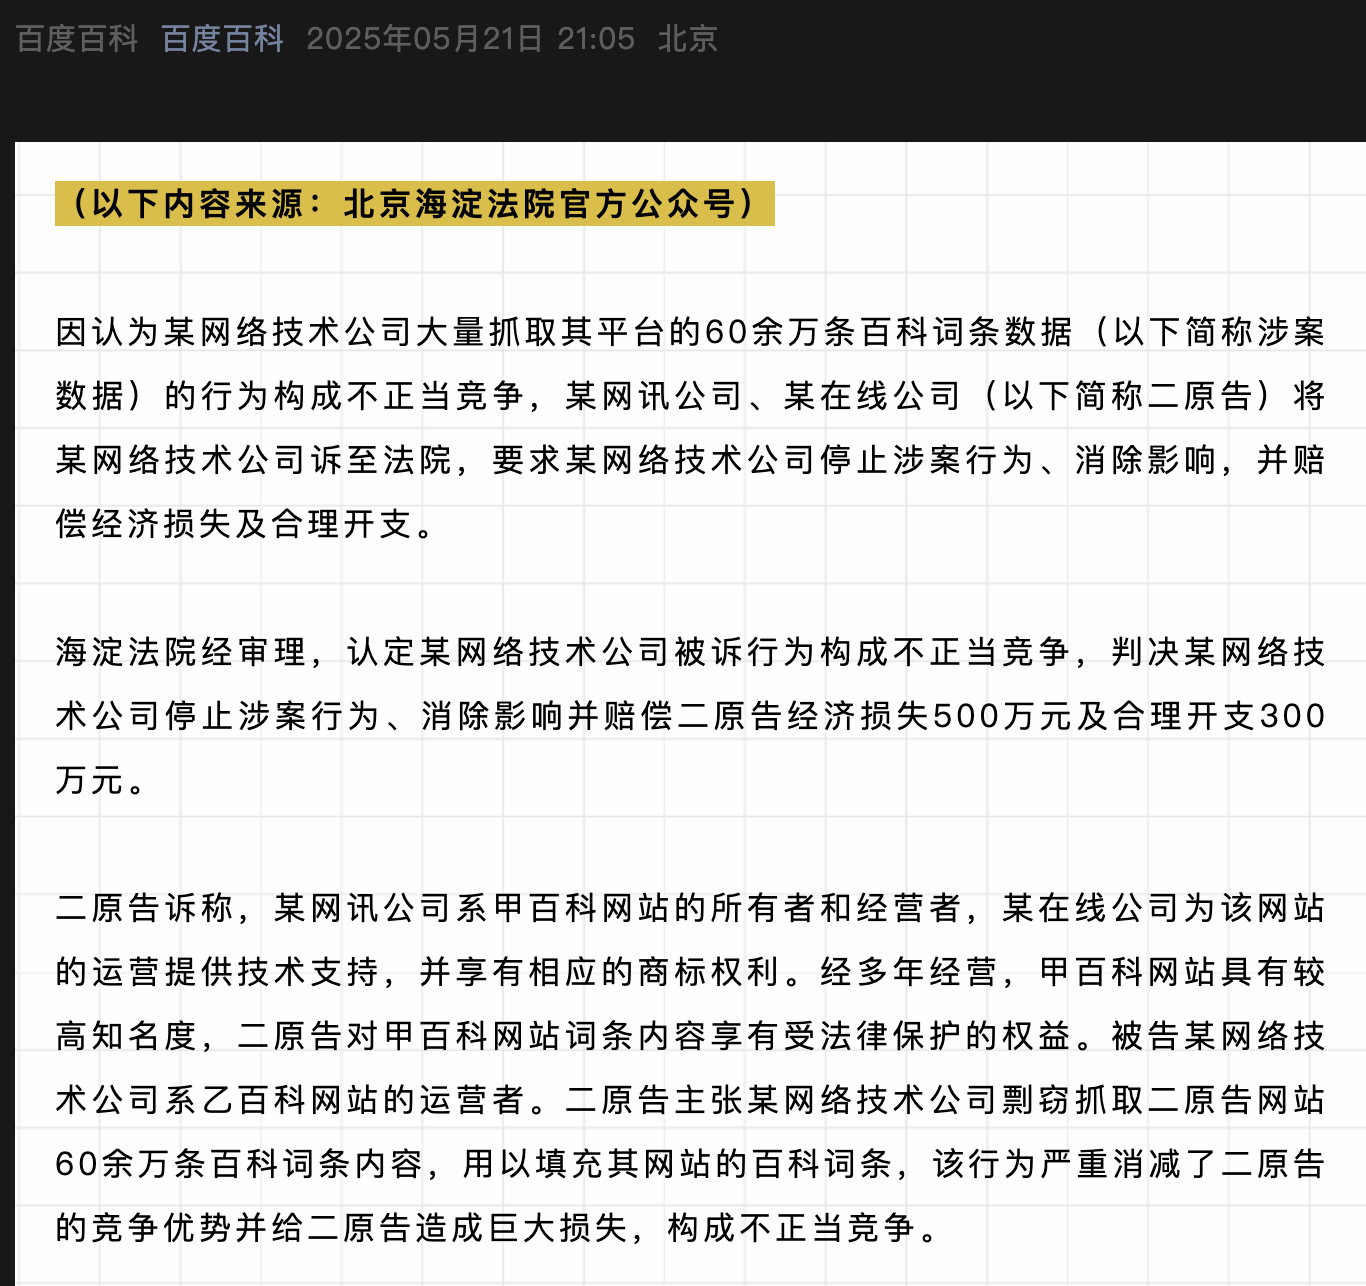 百度百科 百度百科 2025年05月21日 21:05 北京
（以下内容来源：北京海淀法院官方公众号）
因认为某网络技术公司大量抓取其平台的60余万条百科词条数据（以下简称涉案
数据）的行为构成不正当竞争，某网讯公司、某在线公司（以下简称二原告）将
某网络技术公司诉至法院，要求某网络技术公司停止涉案行为、消除影响，并赔
偿经济损失及合理开支。
海淀法院经审理，认定某网络技术公司被诉行为构成不正当竞争，判决某网络技
术公司停止涉案行为、消除影响并赔偿二原告经济损失500万元及合理开支300
万元。
二原告诉称，某网讯公司系甲百科网站的所有者和经营者，某在线公司为该网站
的运营提供技术支持，并享有相应的商标权利。经多年经营，甲百科网站具有较
高知名度，二原告对甲百科网站词条内容享有受法律保护的权益。被告某网络技
术公司系乙百科网站的运营者。二原告主张某网络技术公司剽窃抓取二原告网站
60余万条百科词条内容，用以填充其网站的百科词条，该行为严重消减了二原告
的竞争优势并给二原告造成巨大损失，构成不正当竞争。